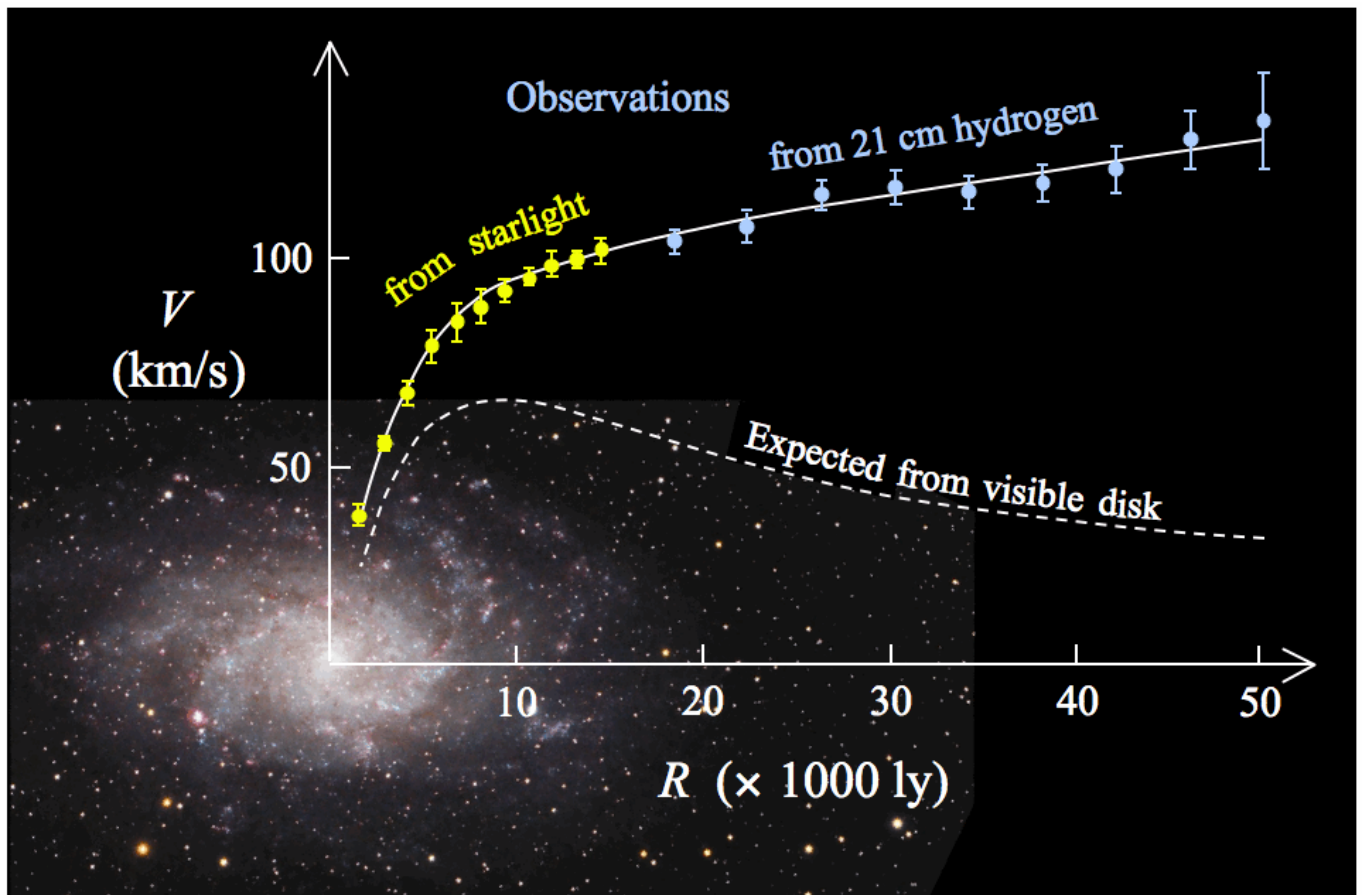 Observations
from 21 cm hydrogen
from starlight
100
V
(km/s)
50
Expected from visible disk
10
20
30
40
50
R (× 1000 ly)